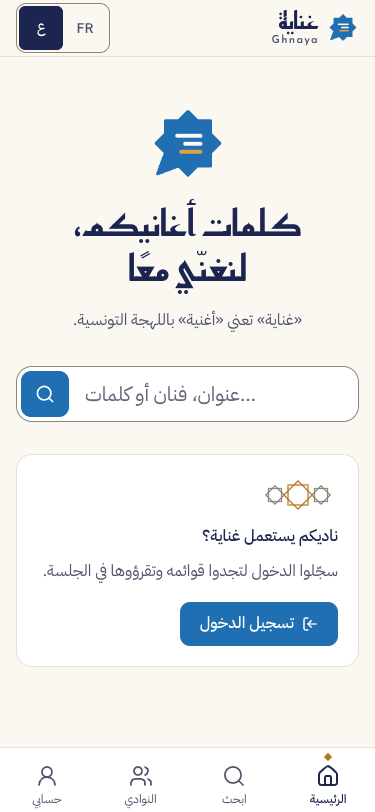 غناية
Ghnaya
FR
ع
كلمات أغانيكم،
لنغنّي معًا
«غناية» تعني «أغنية» باللهجة التونسية.
عنوان، فنان أو كلمات...
ناديكم يستعمل غناية؟
سجّلوا الدخول لتجدوا قوائمه وتقرؤوها في الجلسة.
تسجيل الدخول
الرئيسية
ابحث
النوادي
حسابي